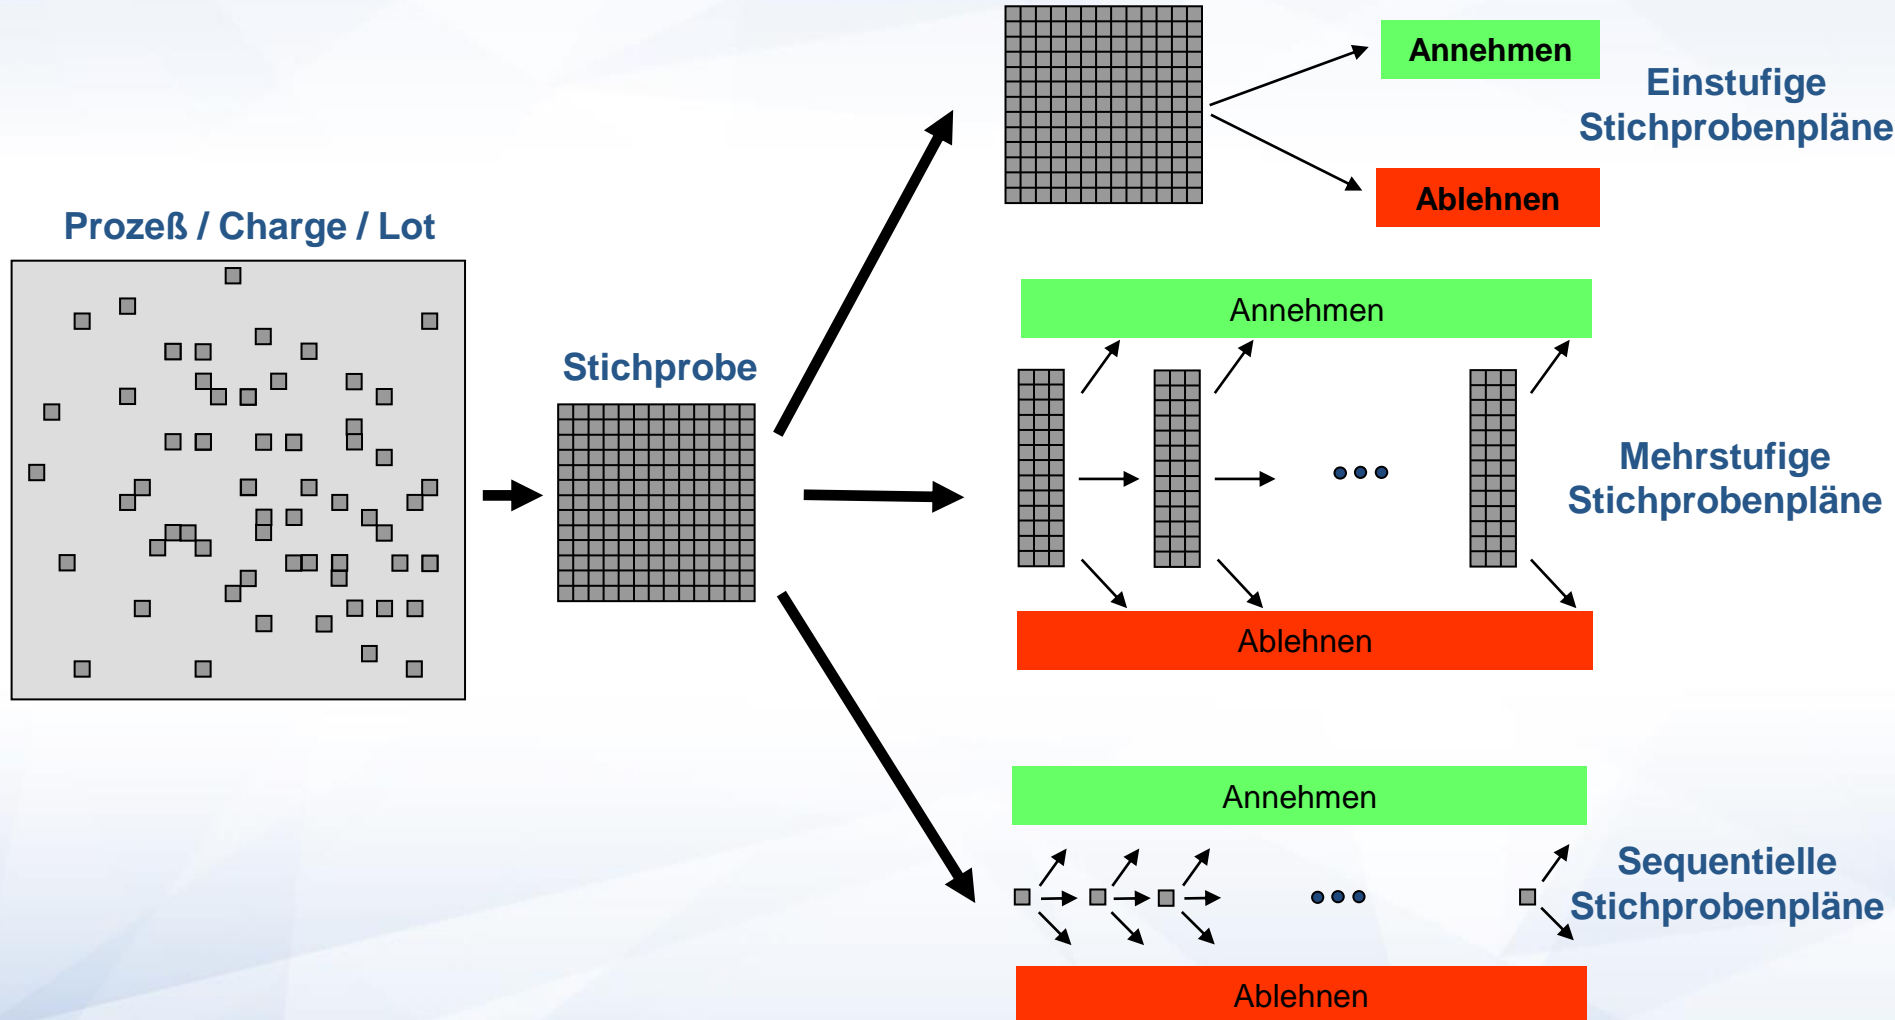 Prozeß / Charge / Lot
Stichprobe
Annehmen
Ablehnen
Einstufige
Stichprobenpläne
Annehmen
Ablehnen
Mehrstufige
Stichprobenpläne
Annehmen
Ablehnen
Sequentielle
Stichprobenpläne